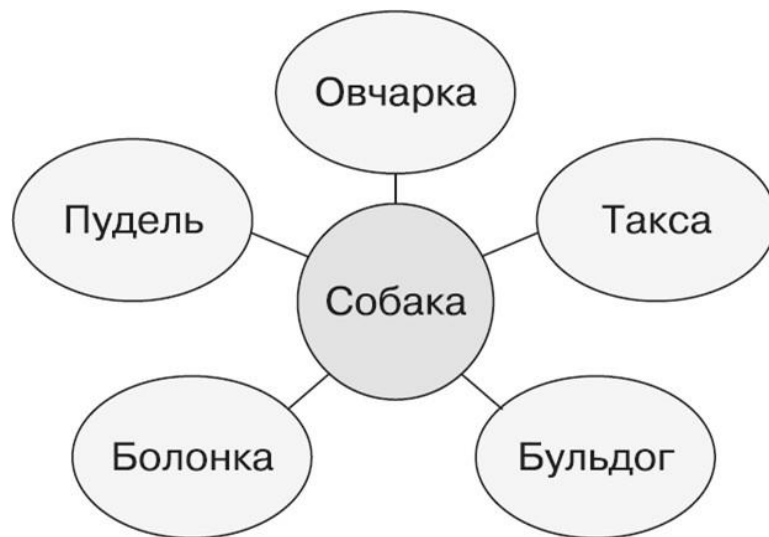 Овчарка
Пудель
Такса
Собака
Болонка
Бульдог